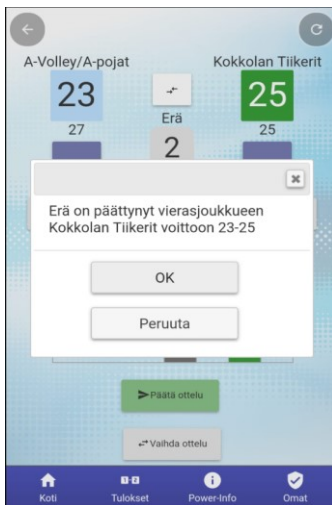 A-Volley/A-pojat Kokkolan Tiikerit
23 25
Erä
27 2 25
Erä on päättynyt vierasjoukkueen
Kokkolan Tiikerit voittoon 23-25
OK
Peruuta
Päätä ottelu
Vaihda ottelu
Koti Tulokset Power-Info Omat